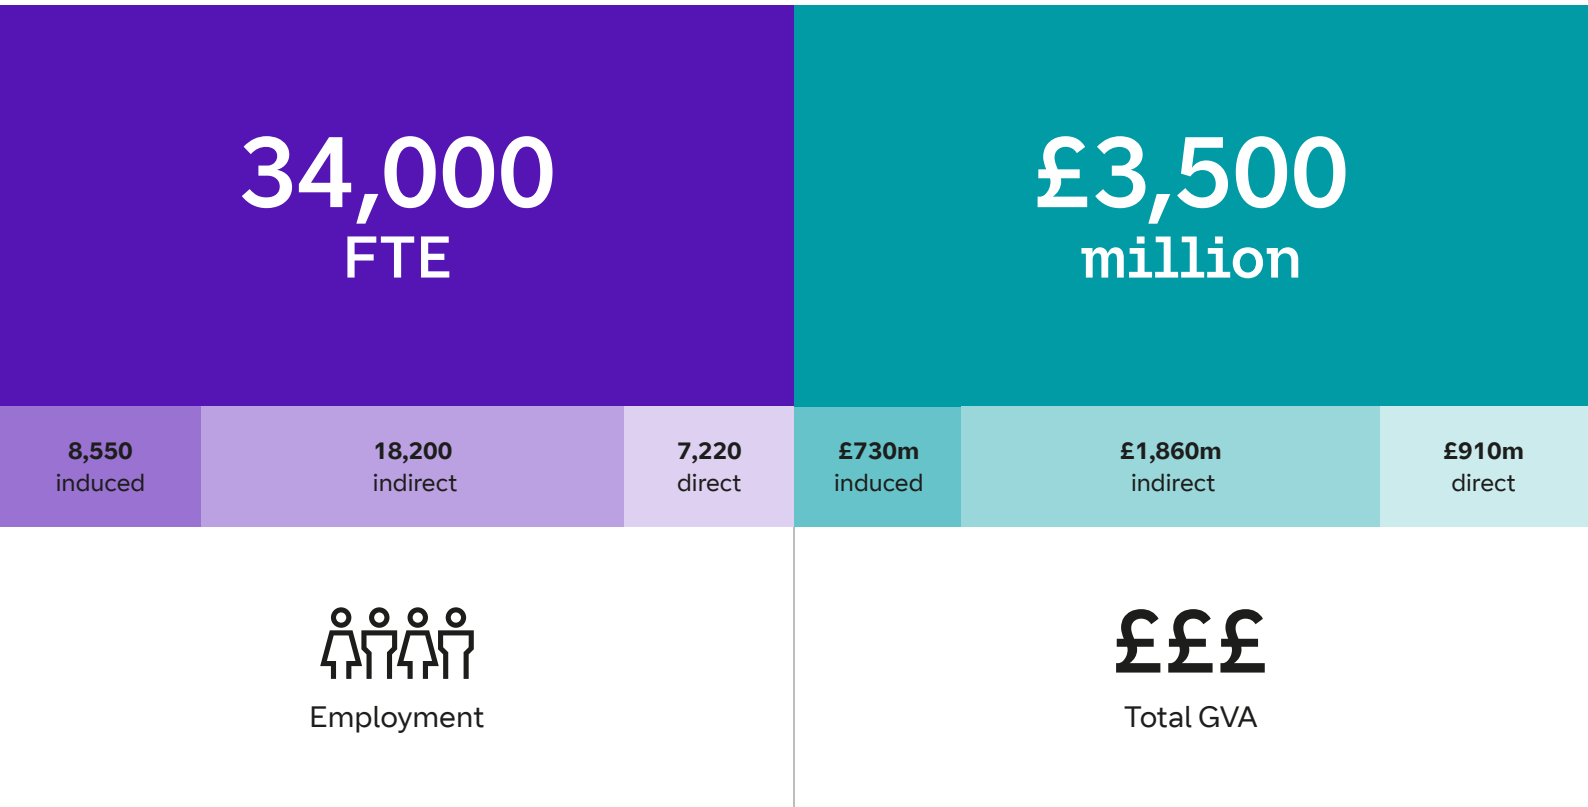 34,000
FTE
£3,500
million
8,550
induced
18,200
indirect
7,220
direct
£730m
induced
£1,860m
indirect
£910m
direct
£££
Employment
Total GVA